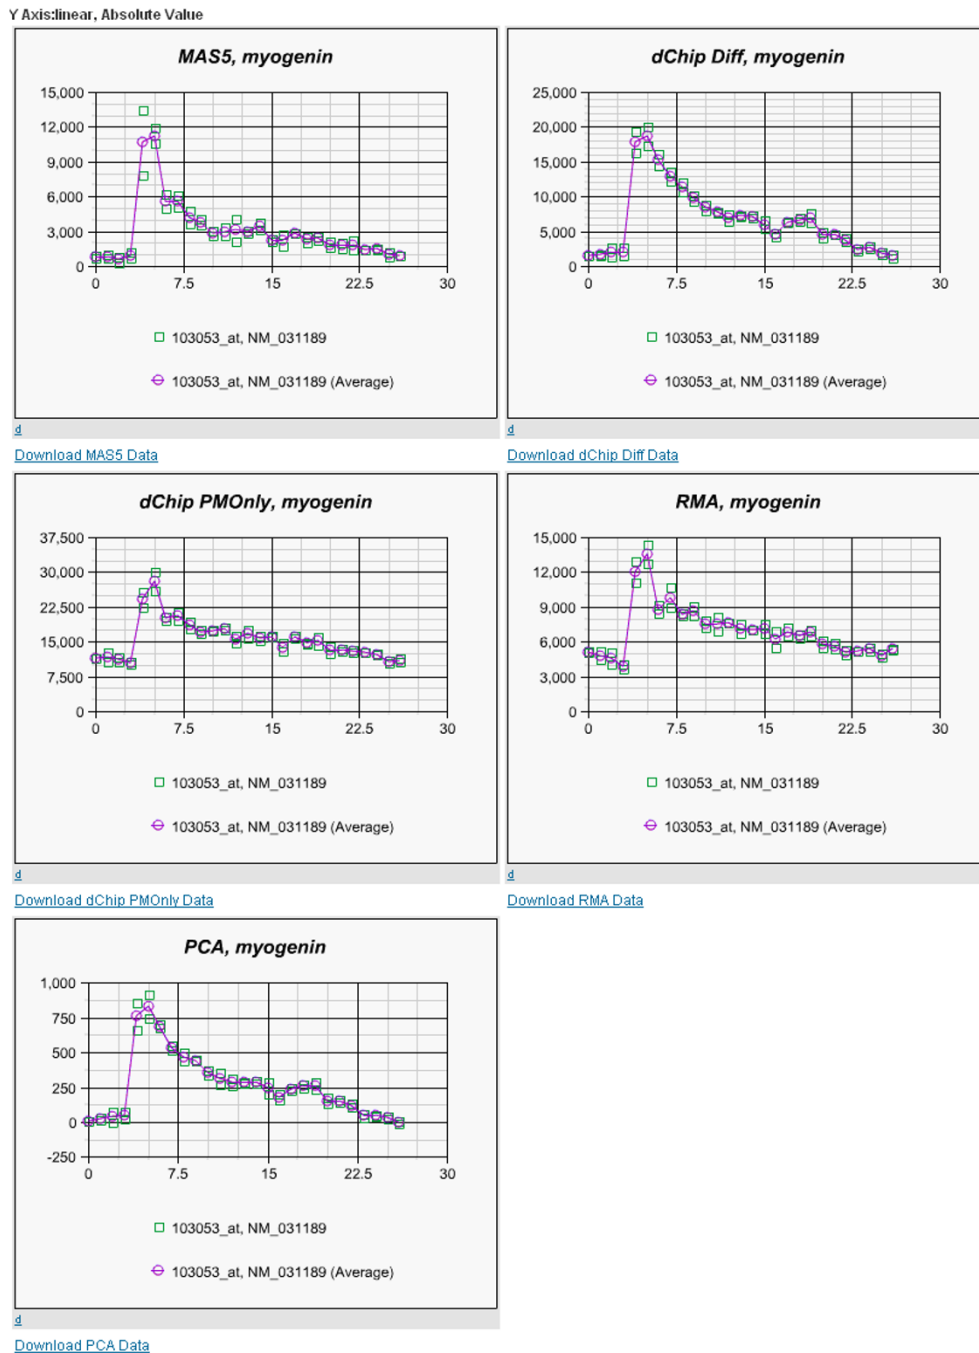 Y Axis:linear, Absolute Value
MAS5, myogenin
15,000
12,000
9,000
6,000
3,000
0
0 7.5 15 22.5 30
103053_at, NM_031189
103053_at, NM_031189 (Average)
d
Download MAS5 Data
dChip Diff, myogenin
25,000
20,000
15,000
10,000
5,000
0
0 7.5 15 22.5 30
103053_at, NM_031189
103053_at, NM_031189 (Average)
d
Download dChip Diff Data
dChip PMOnly, myogenin
37,500
30,000
22,500
15,000
7,500
0
0 7.5 15 22.5 30
103053_at, NM_031189
103053_at, NM_031189 (Average)
d
Download dChip PMOnly Data
RMA, myogenin
15,000
12,000
9,000
6,000
3,000
0
0 7.5 15 22.5 30
103053_at, NM_031189
103053_at, NM_031189 (Average)
d
Download RMA Data
PCA, myogenin
1,000
750
500
250
0
-250
0 7.5 15 22.5 30
103053_at, NM_031189
103053_at, NM_031189 (Average)
d
Download PCA Data